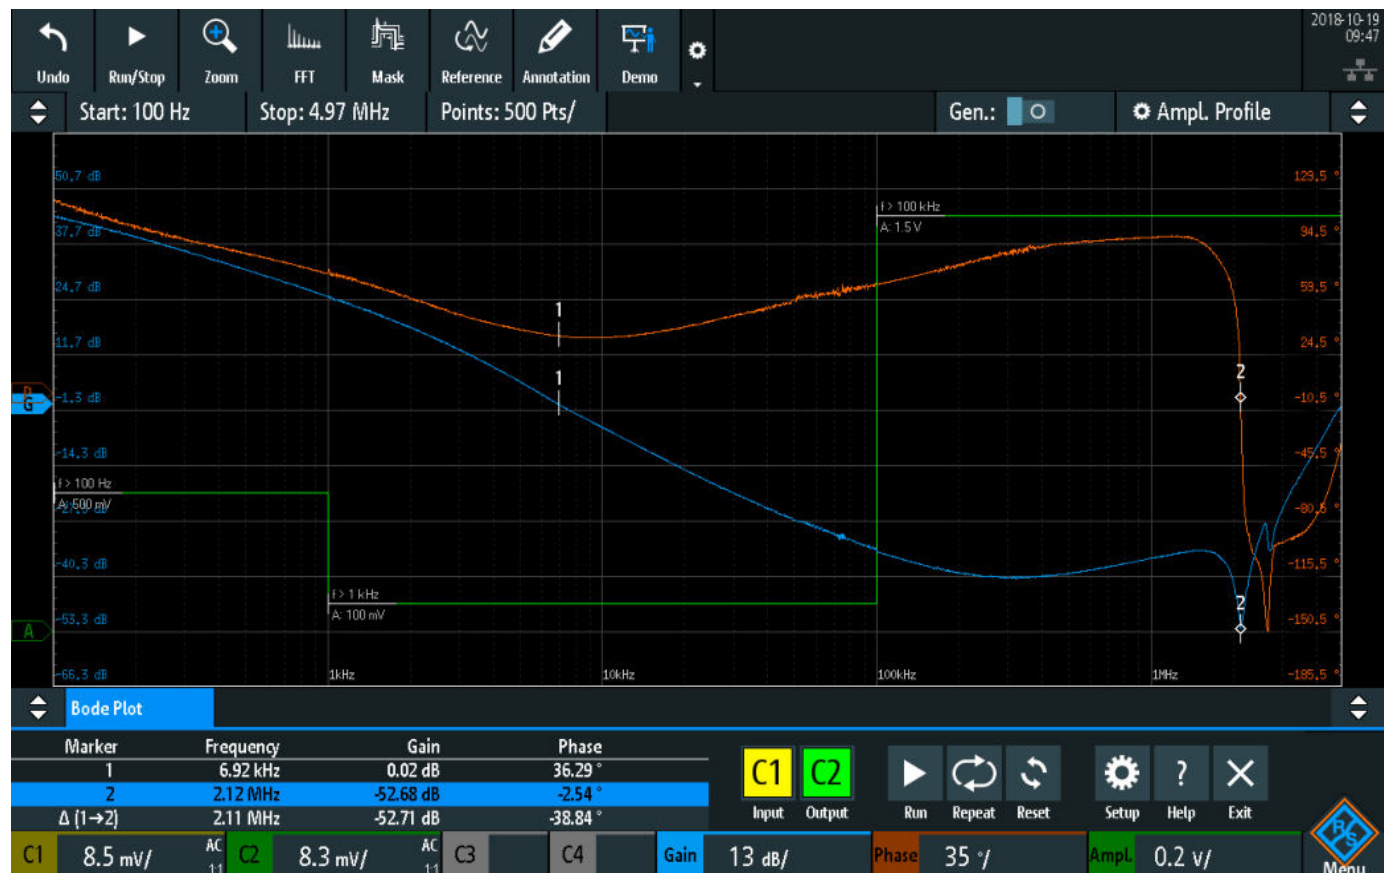 2018-10-19
09:47
Undo Run/Stop Zoom FFT Mask Reference Annotation Demo
Start: 100 Hz Stop: 4.97 MHz Points: 500 Pts/ Gen.: Ampl. Profile
50.7 dB 129.5 °
f > 100 kHz
A: 1.5 V
37.7 dB 94.5 °
24.7 dB 59.5 °
1
11.7 dB 24.5 °
1 2
G -1.3 dB -10.5 °
-14.3 dB -45.5 °
f > 100 Hz
A: 500 mV
-80.5 °
-40.3 dB -115.5 °
f > 1 kHz
A: 100 mV
2
A -53.3 dB -150.5 °
-66.3 dB 1kHz 10kHz 100kHz 1MHz -185.5 °
Bode Plot
Marker Frequency Gain Phase
1 6.92 kHz 0.02 dB 36.29 °
2 2.12 MHz -52.68 dB -2.54 °
Δ (1→2) 2.11 MHz -52.71 dB -38.84 °
C1 C2 ?
Input Output Run Repeat Reset Setup Help Exit
C1 8.5 mV/ AC 1:1 C2 8.3 mV/ AC 1:1 C3 C4 Gain 13 dB/ Phase 35 °/ Ampl. 0.2 V/ R&S Menu